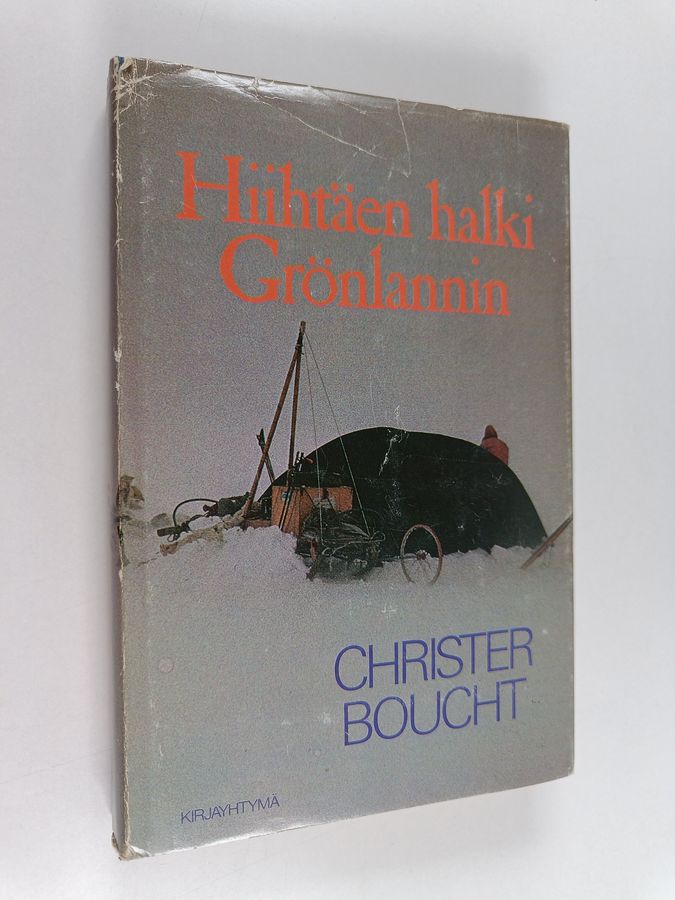 Hiihtäen halki
Grönlannin
CHRISTER
BOUCHT
KIRJAYHTYMÄ